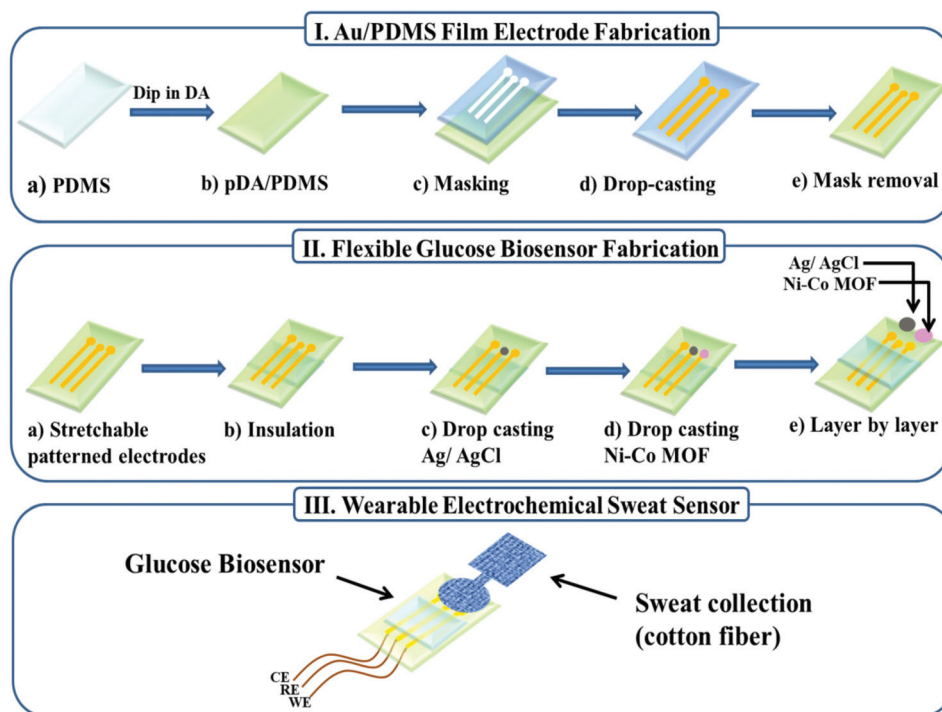 I. Au/PDMS Film Electrode Fabrication
Dip in DA
a) PDMS
b) pDA/PDMS
c) Masking
d) Drop-casting
e) Mask removal
II. Flexible Glucose Biosensor Fabrication
Ag/ AgCl
Ni-Co MOF
a) Stretchable
patterned electrodes
b) Insulation
c) Drop casting
Ag/ AgCl
d) Drop casting
Ni-Co MOF
e) Layer by layer
III. Wearable Electrochemical Sweat Sensor
Glucose Biosensor
Sweat collection
(cotton fiber)
CE
RE
WE